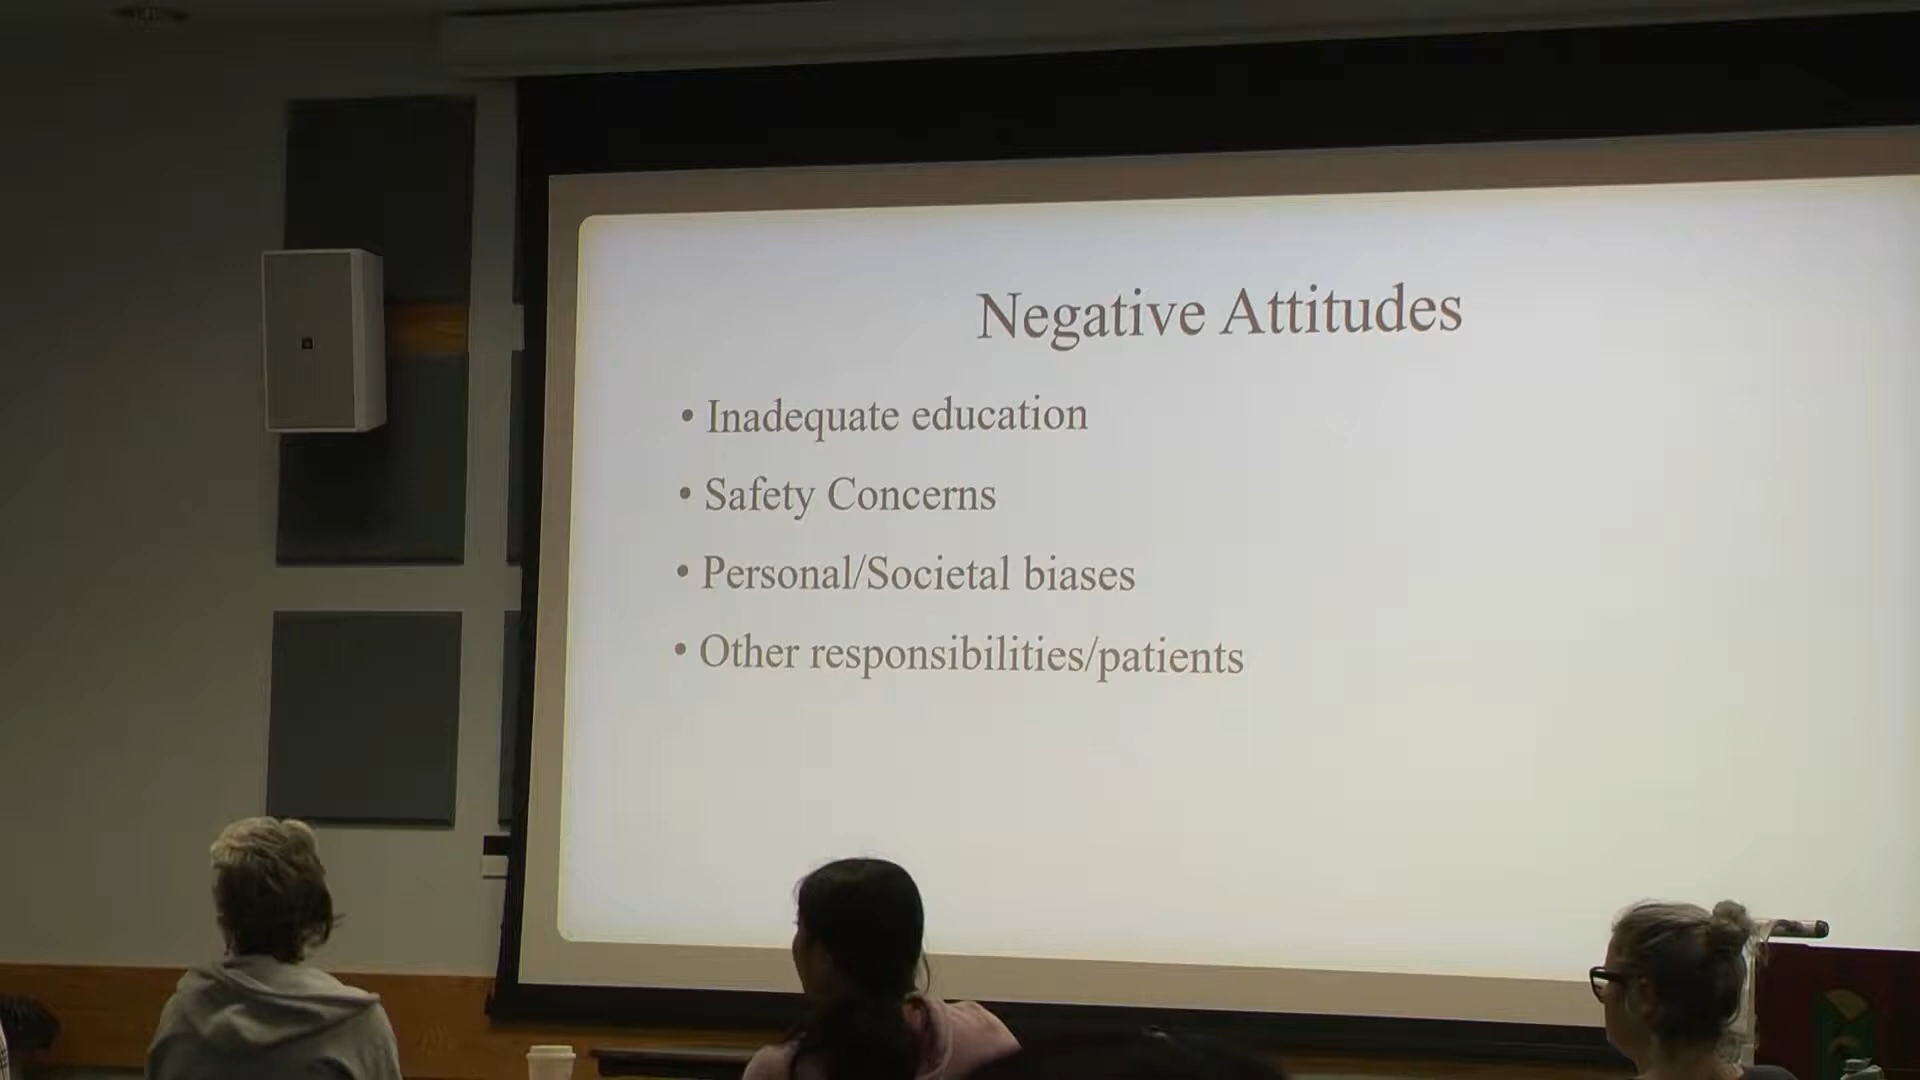 Negative Attitudes
• Inadequate education
• Safety Concerns
• Personal/Societal biases
• Other responsibilities/patients